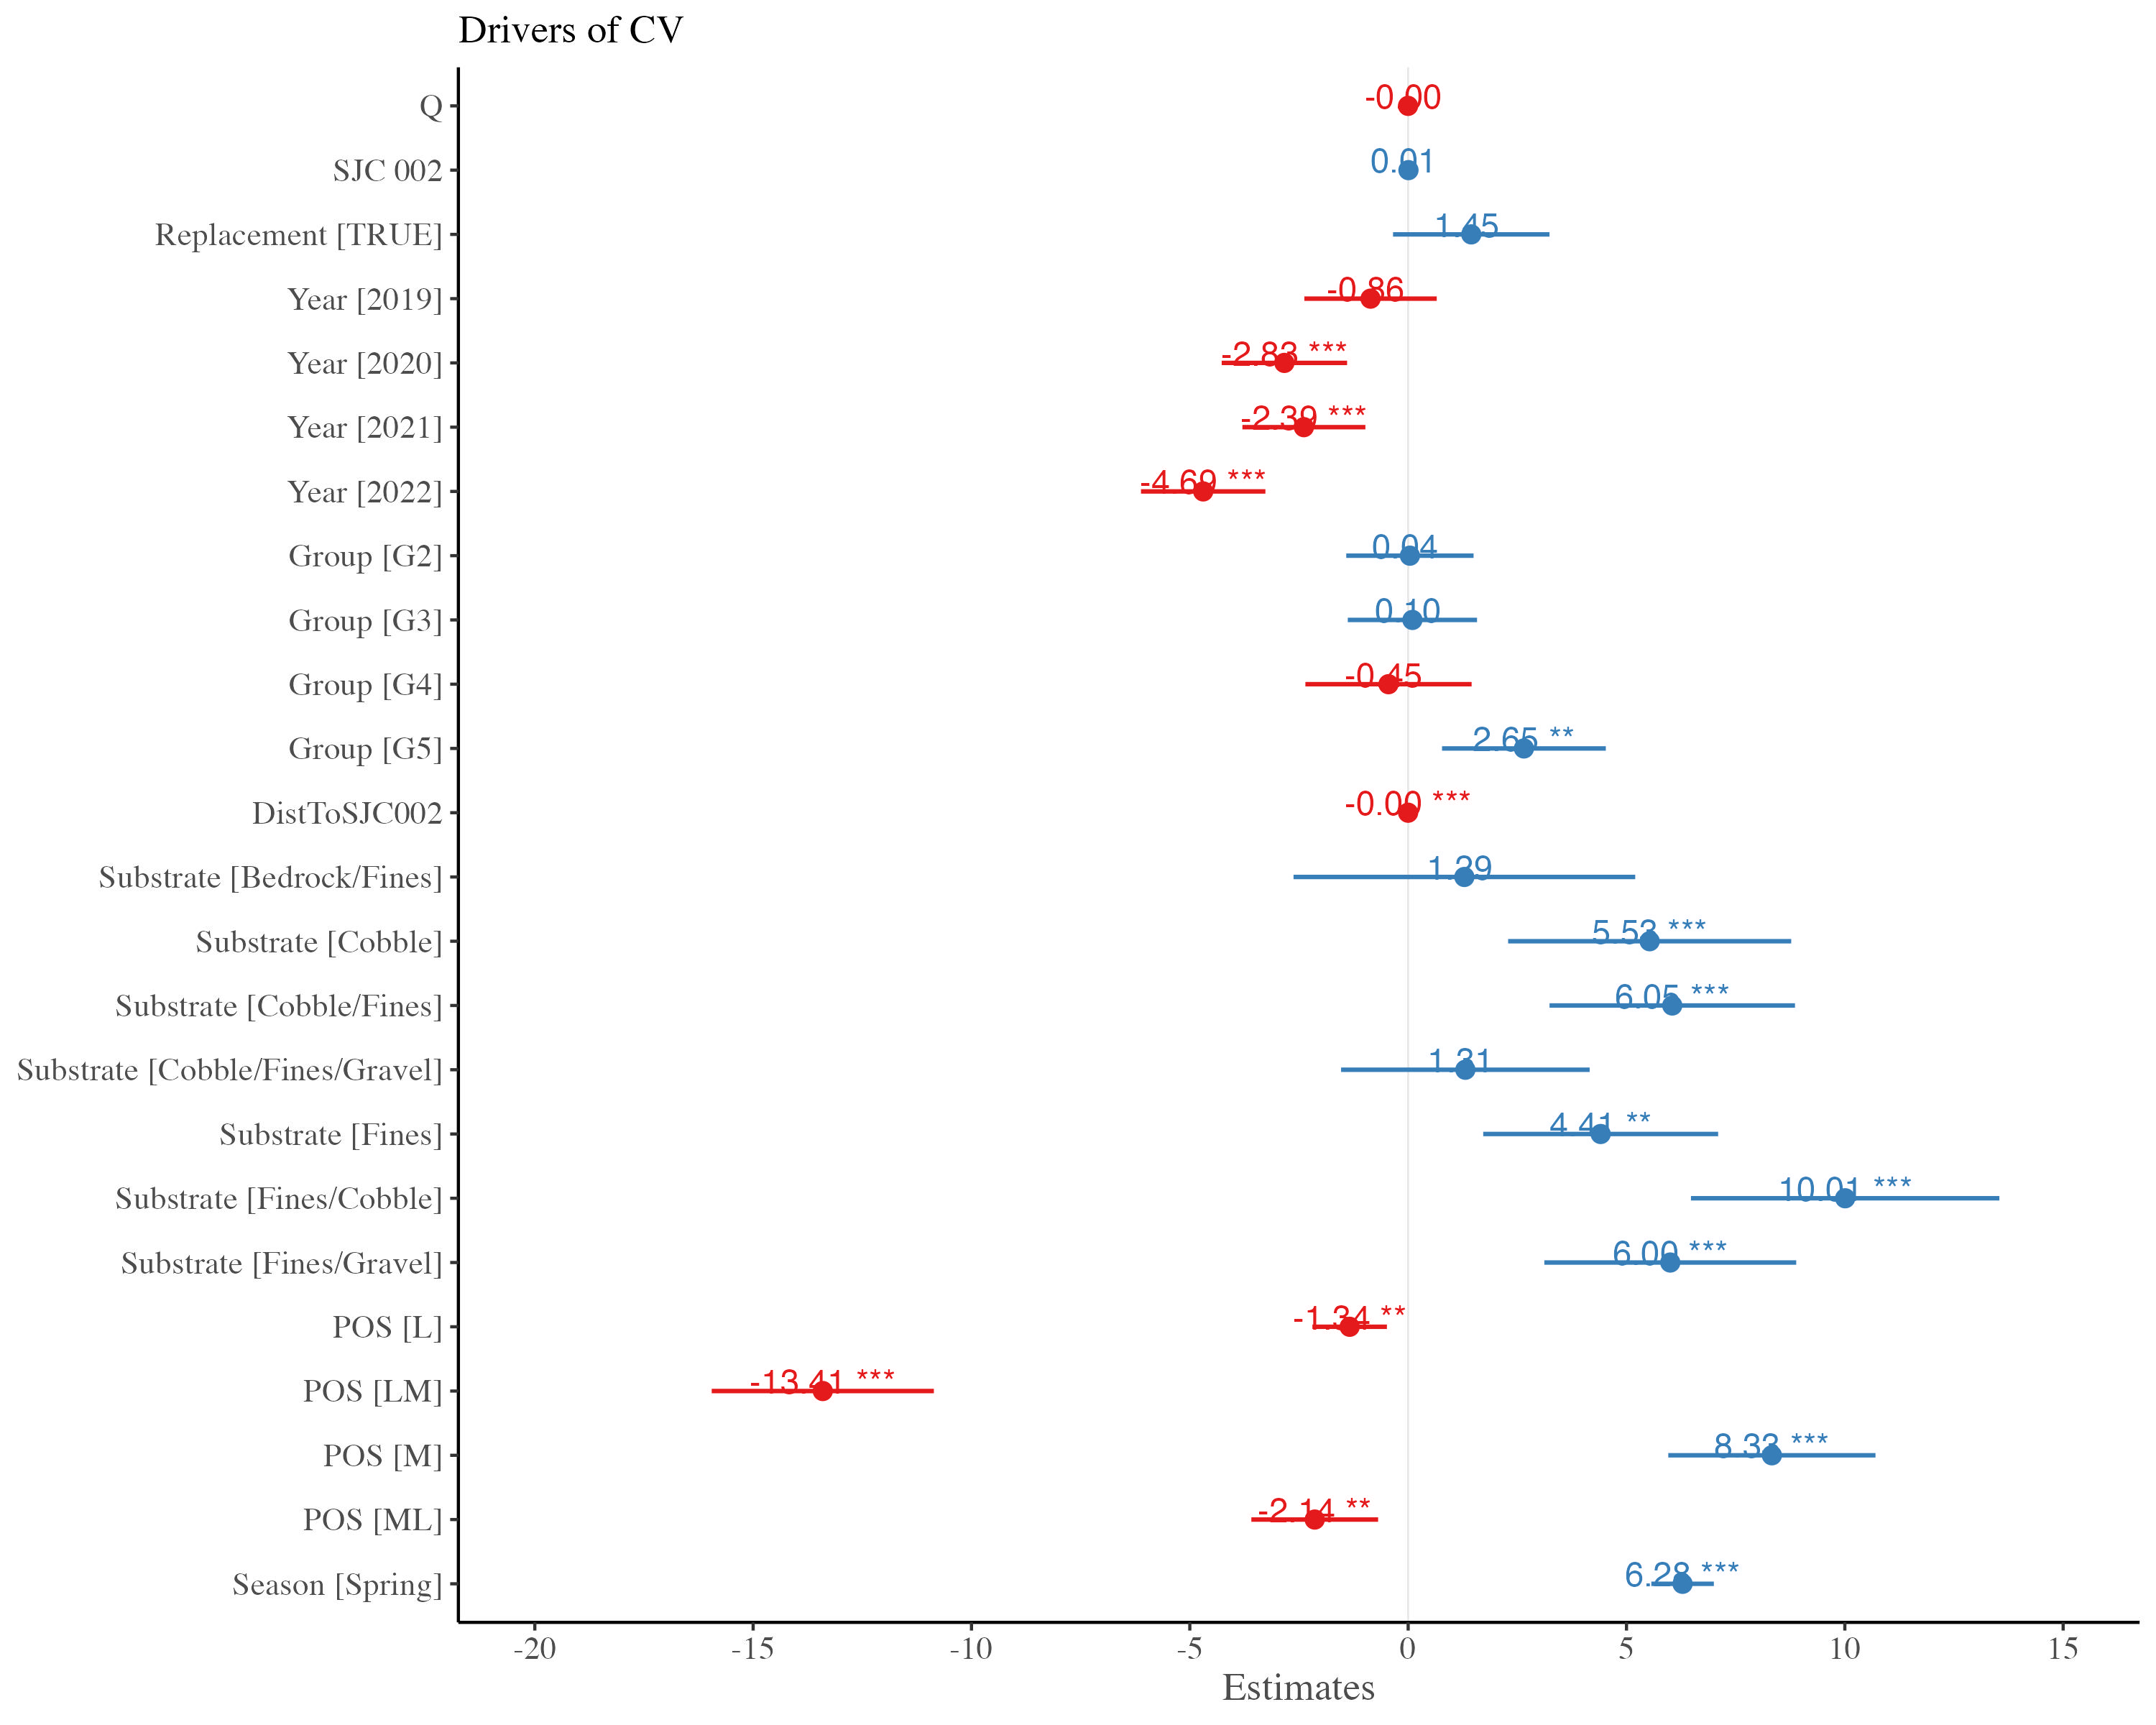 Drivers of CV
Q -0.00
SJC 002 0.01
Replacement [TRUE] 1.45
Year [2019] -0.86
Year [2020] -2.83 ***
Year [2021] -2.39 ***
Year [2022] -4.69 ***
Group [G2] 0.04
Group [G3] 0.10
Group [G4] -0.45
Group [G5] 2.65 **
DistToSJC002 -0.00 ***
Substrate [Bedrock/Fines] 1.29
Substrate [Cobble] 5.53 ***
Substrate [Cobble/Fines] 6.05 ***
Substrate [Cobble/Fines/Gravel] 1.31
Substrate [Fines] 4.41 **
Substrate [Fines/Cobble] 10.01 ***
Substrate [Fines/Gravel] 6.00 ***
POS [L] -1.34 **
POS [LM] -13.41 ***
POS [M] 8.33 ***
POS [ML] -2.14 **
Season [Spring] 6.28 ***
-20 -15 -10 -5 0 5 10 15
Estimates